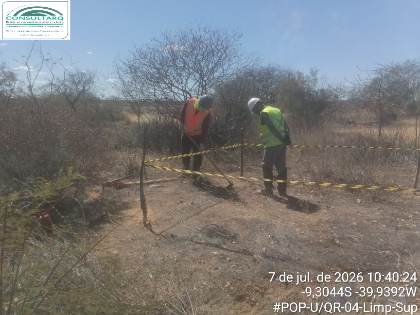 CONSULTARQ
7 de jul. de 2026 10:40:24
-9,3044S -39,9392W
#POP-U/QR-04-Limp-Sup